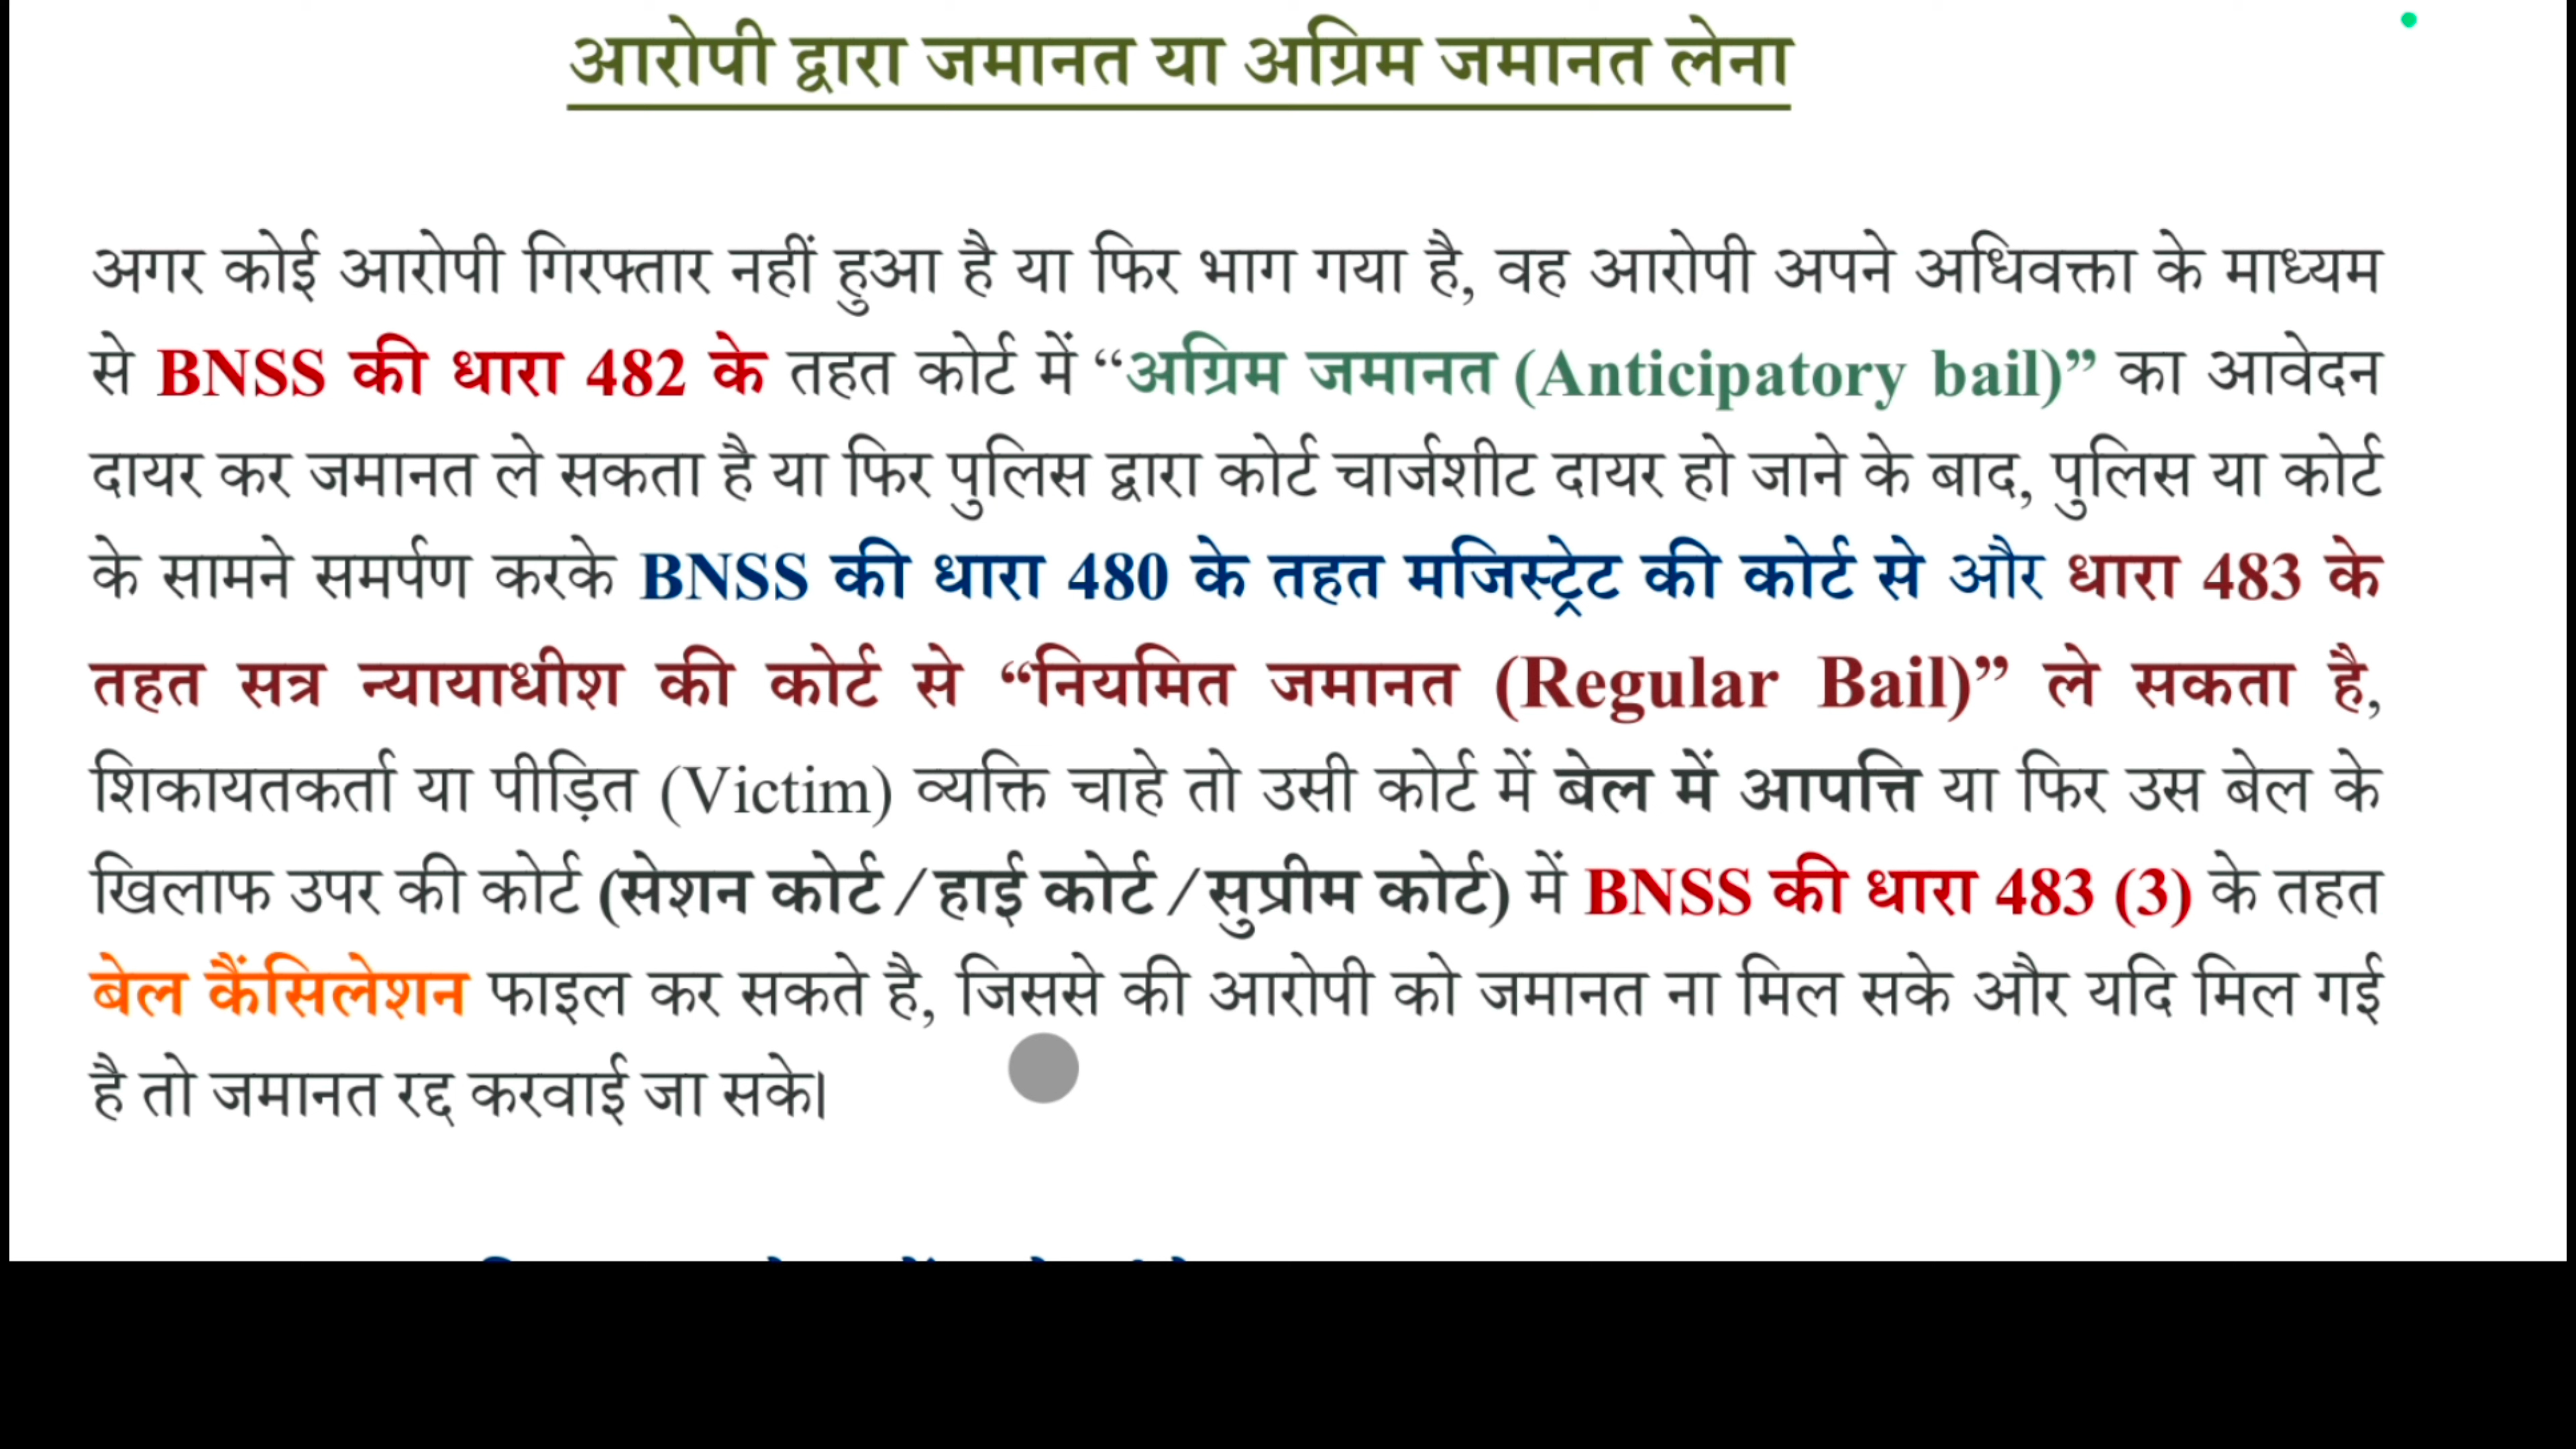 आरोपी द्वारा जमानत या अग्रिम जमानत लेना
अगर कोई आरोपी गिरफ्तार नहीं हुआ है या फिर भाग गया है, वह आरोपी अपने अधिवक्ता के माध्यम
से BNSS की धारा 482 के तहत कोर्ट में “अग्रिम जमानत (Anticipatory bail)” का आवेदन
दायर कर जमानत ले सकता है या फिर पुलिस द्वारा कोर्ट चार्जशीट दायर हो जाने के बाद, पुलिस या कोर्ट
के सामने समर्पण करके BNSS की धारा 480 के तहत मजिस्ट्रेट की कोर्ट से और धारा 483 के
तहत सत्र न्यायाधीश की कोर्ट से “नियमित जमानत (Regular Bail)” ले सकता है,
शिकायतकर्ता या पीड़ित (Victim) व्यक्ति चाहे तो उसी कोर्ट में बेल में आपत्ति या फिर उस बेल के
खिलाफ उपर की कोर्ट (सेशन कोर्ट / हाई कोर्ट / सुप्रीम कोर्ट) में BNSS की धारा 483 (3) के तहत
बेल कैंसिलेशन फाइल कर सकते है, जिससे की आरोपी को जमानत ना मिल सके और यदि मिल गई
है तो जमानत रद्द करवाई जा सके।